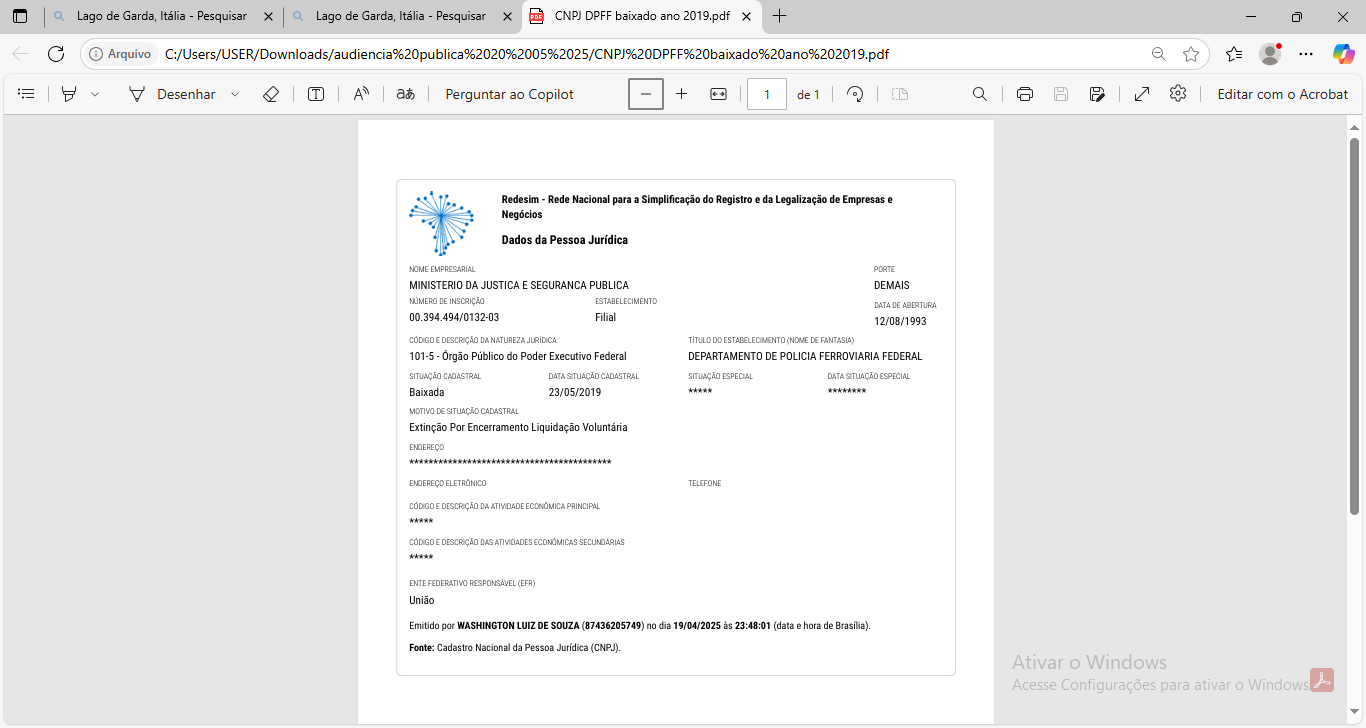 Lago de Garda, Itália - Pesquisar
Lago de Garda, Itália - Pesquisar
CNPJ DPFF baixado ano 2019.pdf
Arquivo
C:/Users/USER/Downloads/audiencia%20publica%2020%2005%2025/CNPJ%20DPFF%20baixado%20ano%202019.pdf
Desenhar
Perguntar ao Copilot
1
de 1
Editar com o Acrobat
Redesim - Rede Nacional para a Simplificação do Registro e da Legalização de Empresas e
Negócios
Dados da Pessoa Jurídica
NOME EMPRESARIAL
PORTE
MINISTERIO DA JUSTICA E SEGURANCA PUBLICA
DEMAIS
NÚMERO DE INSCRIÇÃO
ESTABELECIMENTO
DATA DE ABERTURA
00.394.494/0132-03
Filial
12/08/1993
CÓDIGO E DESCRIÇÃO DA NATUREZA JURÍDICA
TÍTULO DO ESTABELECIMENTO (NOME DE FANTASIA)
101-5 - Órgão Público do Poder Executivo Federal
DEPARTAMENTO DE POLICIA FERROVIARIA FEDERAL
SITUAÇÃO CADASTRAL
DATA SITUAÇÃO CADASTRAL
SITUAÇÃO ESPECIAL
DATA SITUAÇÃO ESPECIAL
Baixada
23/05/2019
*****
********
MOTIVO DE SITUAÇÃO CADASTRAL
Extinção Por Encerramento Liquidação Voluntária
ENDEREÇO
******************************************
ENDEREÇO ELETRÔNICO
TELEFONE
CÓDIGO E DESCRIÇÃO DA ATIVIDADE ECONÔMICA PRINCIPAL
*****
CÓDIGO E DESCRIÇÃO DAS ATIVIDADES ECONÔMICAS SECUNDÁRIAS
*****
ENTE FEDERATIVO RESPONSÁVEL (EFR)
União
Emitido por WASHINGTON LUIZ DE SOUZA (87436205749) no dia 19/04/2025 às 23:48:01 (data e hora de Brasília).
Fonte: Cadastro Nacional da Pessoa Jurídica (CNPJ).
Ativar o Windows
Acesse Configurações para ativar o Windows